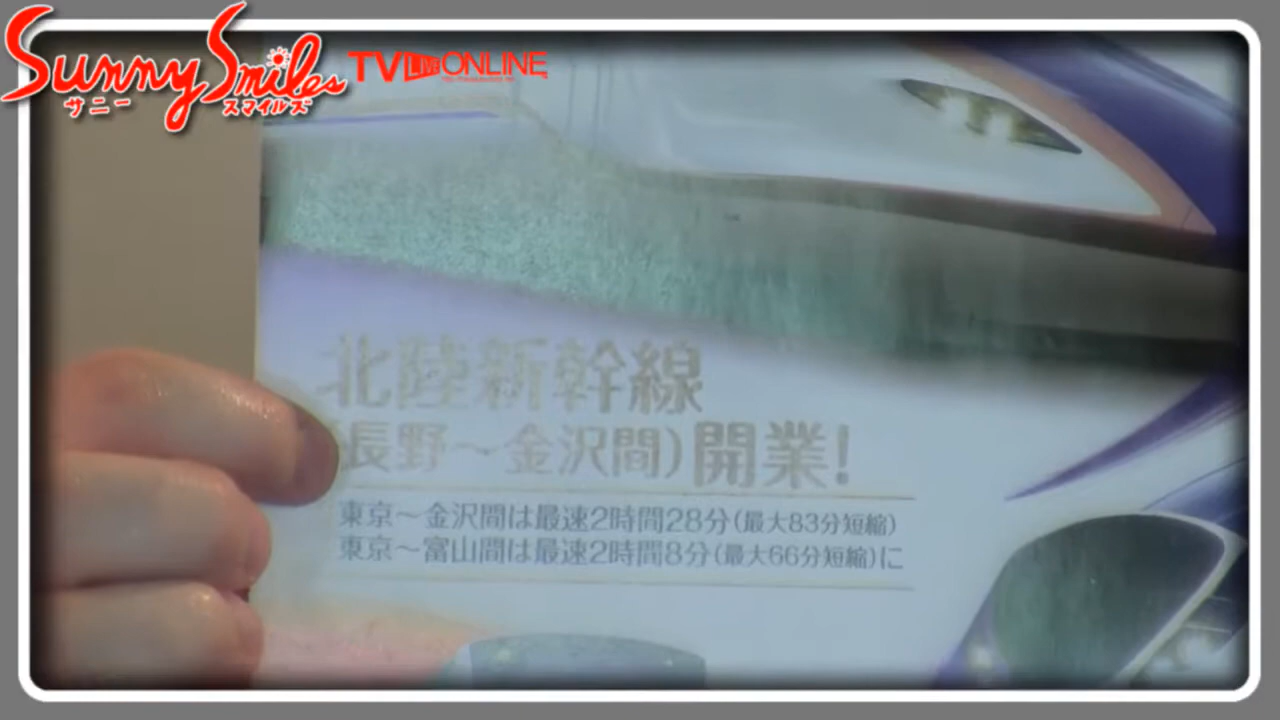 Sunny Smiles
サニー スマイルズ
TV LIVE ONLINE
北陸新幹線
(長野～金沢間)開業!
東京～金沢間は最速2時間28分(最大83分短縮)
東京～富山間は最速2時間8分(最大66分短縮)に